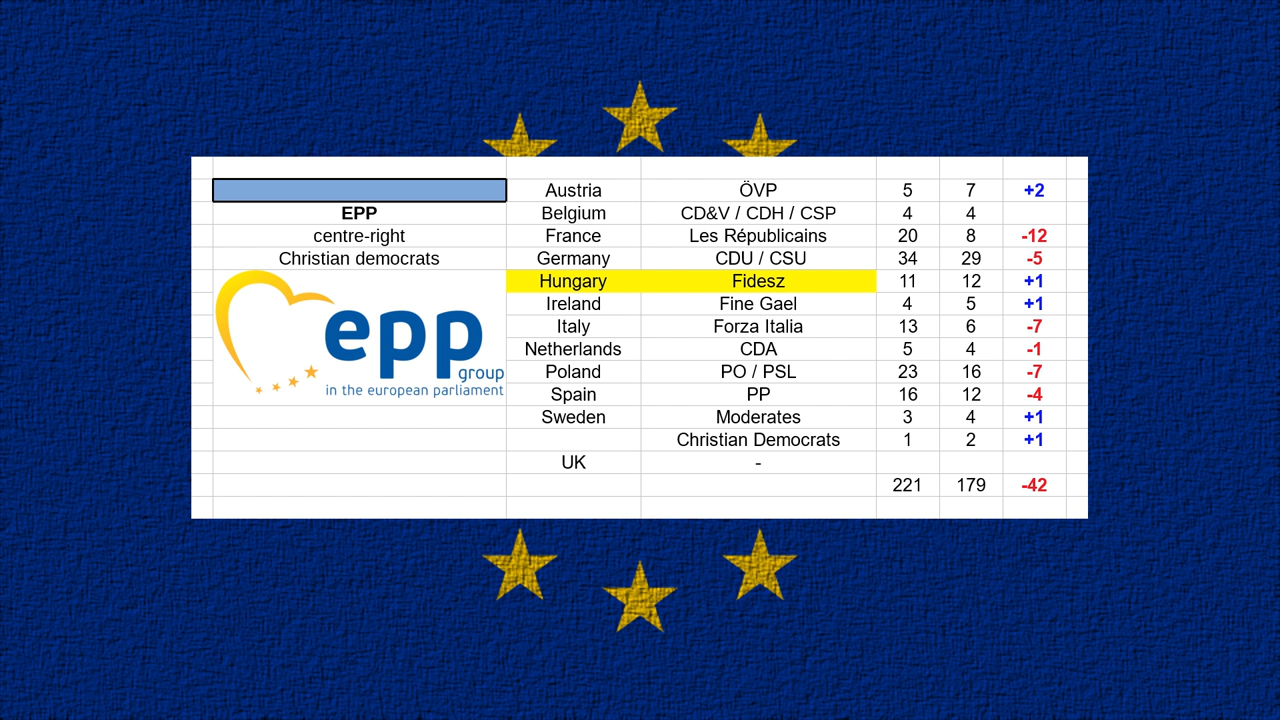 Austria ÖVP 5 7 +2
EPP Belgium CD&V / CDH / CSP 4 4
centre-right France Les Républicains 20 8 -12
Christian democrats Germany CDU / CSU 34 29 -5
Hungary Fidesz 11 12 +1
Ireland Fine Gael 4 5 +1
epp Italy Forza Italia 13 6 -7
Netherlands CDA 5 4 -1
group Poland PO / PSL 23 16 -7
in the european parliament Spain PP 16 12 -4
Sweden Moderates 3 4 +1
Christian Democrats 1 2 +1
UK -
221 179 -42